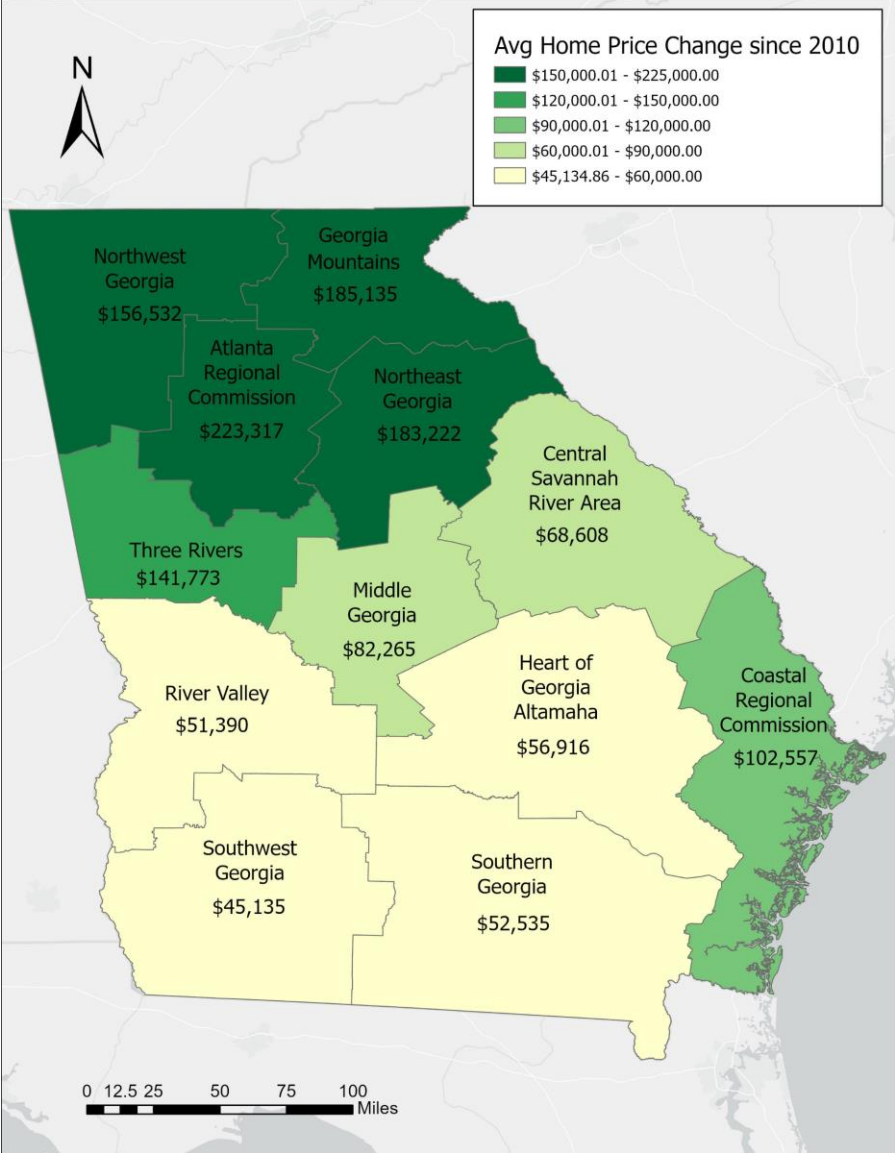 Avg Home Price Change since 2010
$150,000.01 - $225,000.00
$120,000.01 - $150,000.00
$90,000.01 - $120,000.00
$60,000.01 - $90,000.00
$45,134.86 - $60,000.00
N
Northwest
Georgia
$156,532
Georgia
Mountains
$185,135
Atlanta
Regional
Commission
$223,317
Northeast
Georgia
$183,222
Central
Savannah
River Area
$68,608
Three Rivers
$141,773
Middle
Georgia
$82,265
River Valley
$51,390
Heart of
Georgia
Altamaha
$56,916
Coastal
Regional
Commission
$102,557
Southwest
Georgia
$45,135
Southern
Georgia
$52,535
0 12.5 25 50 75 100
Miles